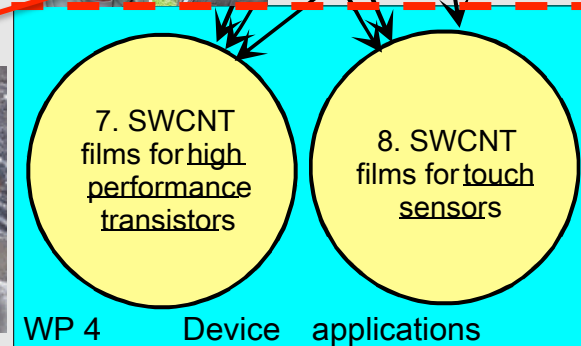 7. SWCNT
films for high
performance
transistors
8. SWCNT
films for touch
sensors
WP 4 Device applications